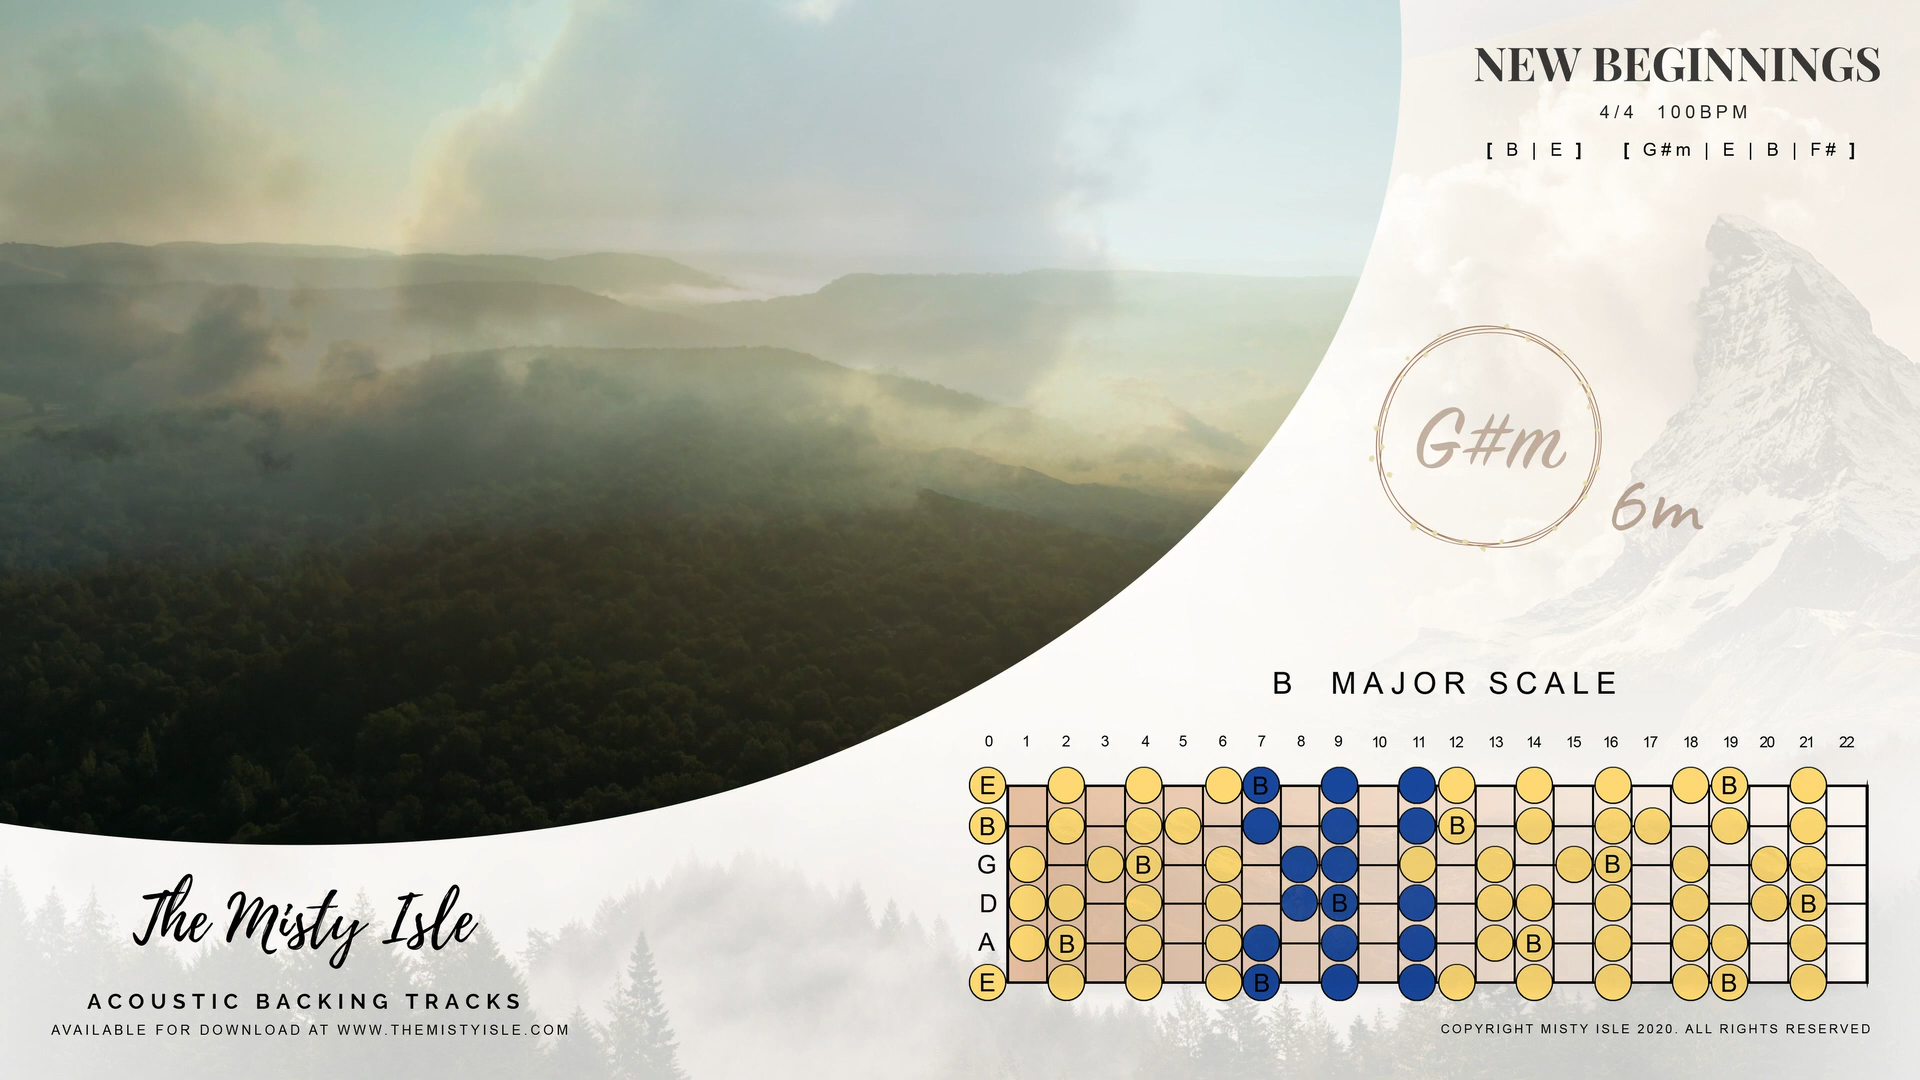 NEW BEGINNINGS
4/4 100BPM
[ B | E ] [ G#m | E | B | F# ]
G#m
6m
B MAJOR SCALE
0 1 2 3 4 5 6 7 8 9 10 11 12 13 14 15 16 17 18 19 20 21 22
E B B
B B
G B B
D B B
A B B
E B B
The Misty Isle
ACOUSTIC BACKING TRACKS
AVAILABLE FOR DOWNLOAD AT WWW.THEMISTYISLE.COM
COPYRIGHT MISTY ISLE 2020. ALL RIGHTS RESERVED